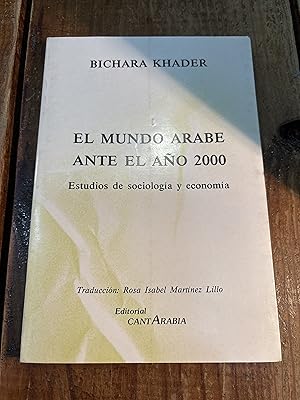 BICHARA KHADER
EL MUNDO ARABE
ANTE EL AÑO 2000
Estudios de sociología y economía
Traducción: Rosa Isabel Martínez Lillo
Editorial
CANTARABIA